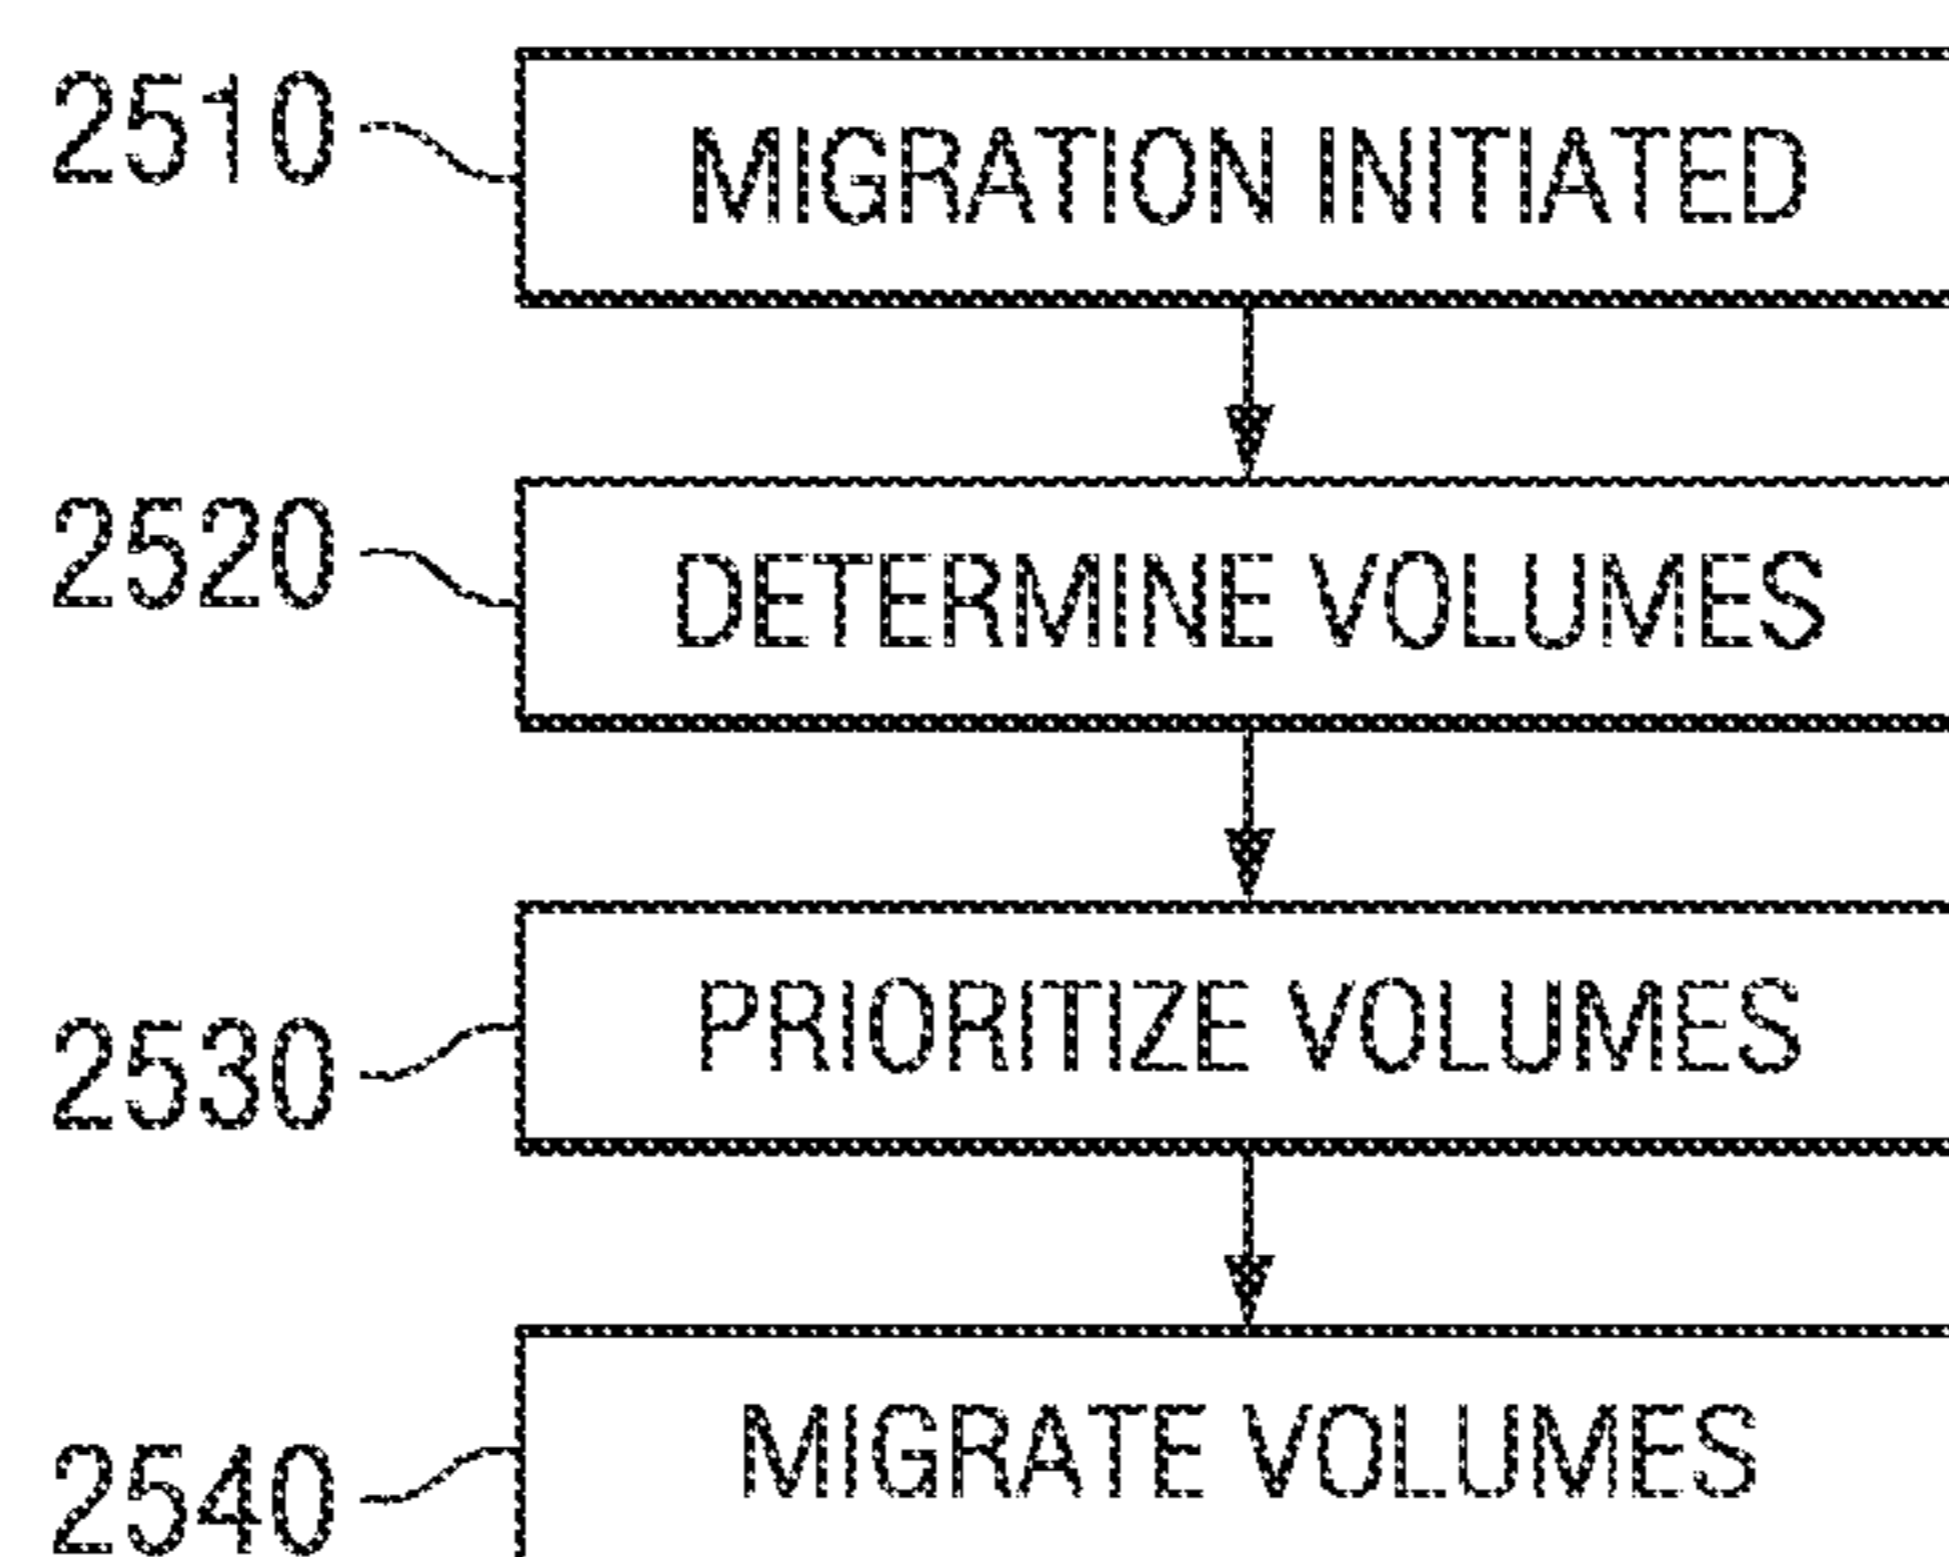 2510 MIGRATION INITIATED
2520 DETERMINE VOLUMES
2530 PRIORITIZE VOLUMES
2540 MIGRATE VOLUMES